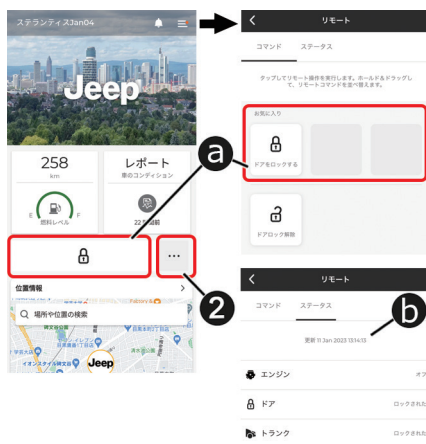 ステランティスJan04
Jeep
258
km
E
F
燃料レベル
レポート
車のコンディション
22分前
a
...
2
位置情報
場所や位置の検索
Jeep
リモート
コマンド
ステータス
タップしてリモート操作を実行します。ホールド&ドラッグし
て、リモートコマンドを並べ替えます。
お気に入り
ドアをロックする
ドアロック解除
リモート
コマンド
ステータス
b
更新 11 Jan 2023 13:14:13
エンジン
オフ
ドア
ロックされた
トランク
ロックされた